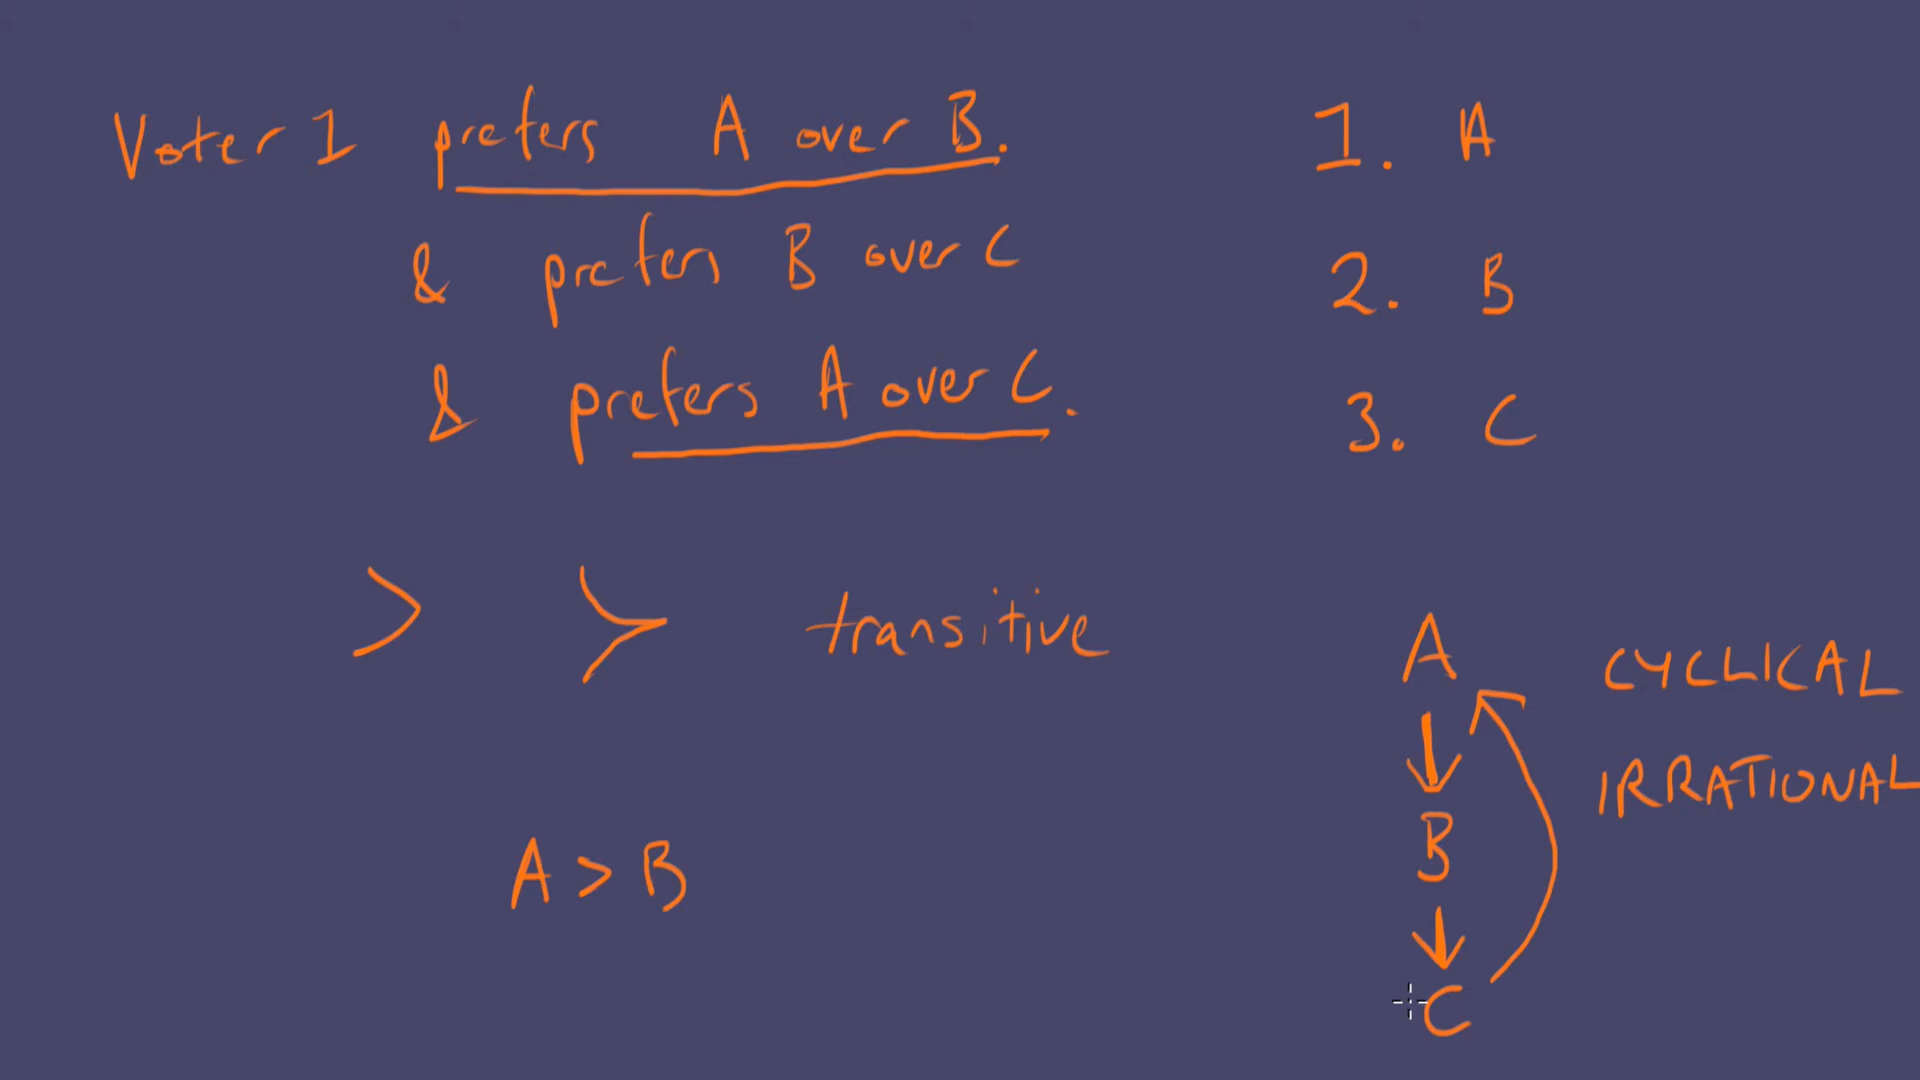 Voter 1 prefers A over B.
& prefers B over C
& prefers A over C.
1. A
2. B
3. C
> ≻ transitive
A > B
A
B
C
CYCLICAL
IRRATIONAL